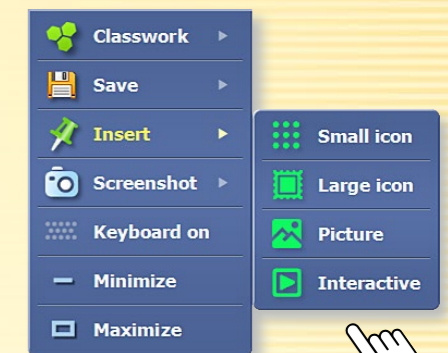 Classwork
Save
Insert
Screenshot
Keyboard on
Minimize
Maximize
Small icon
Large icon
Picture
Interactive